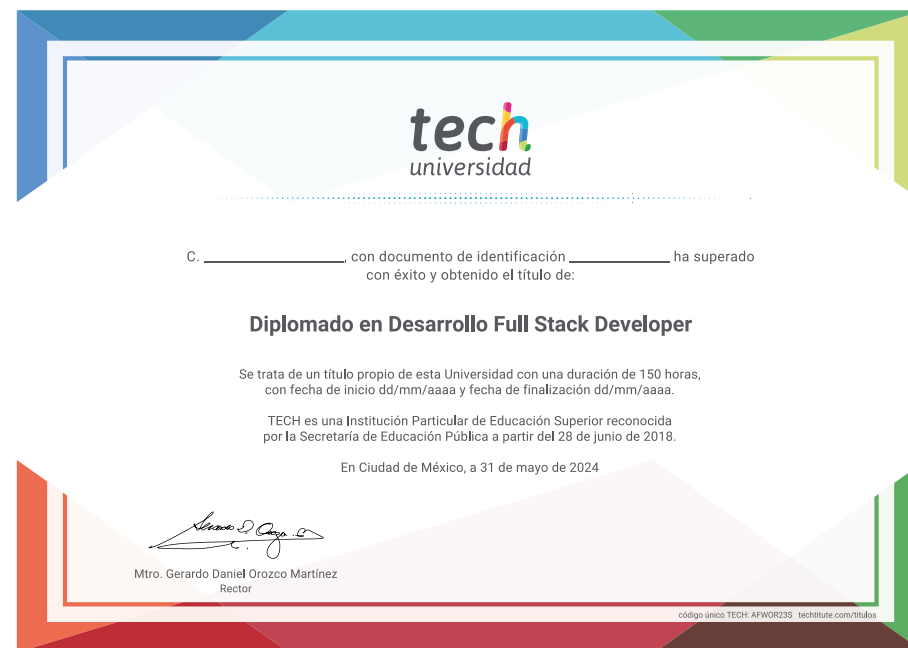 tech
universidad
C. ____________, con documento de identificación ____________ ha superado
con éxito y obtenido el título de:
Diplomado en Desarrollo Full Stack Developer
Se trata de un título propio de esta Universidad con una duración de 150 horas,
con fecha de inicio dd/mm/aaaa y fecha de finalización dd/mm/aaaa.
TECH es una Institución Particular de Educación Superior reconocida
por la Secretaría de Educación Pública a partir del 28 de junio de 2018.
En Ciudad de México, a 31 de mayo de 2024
Mtro. Gerardo Daniel Orozco Martínez
Rector
código único TECH: AFWOR23S techtitute.com/titulos